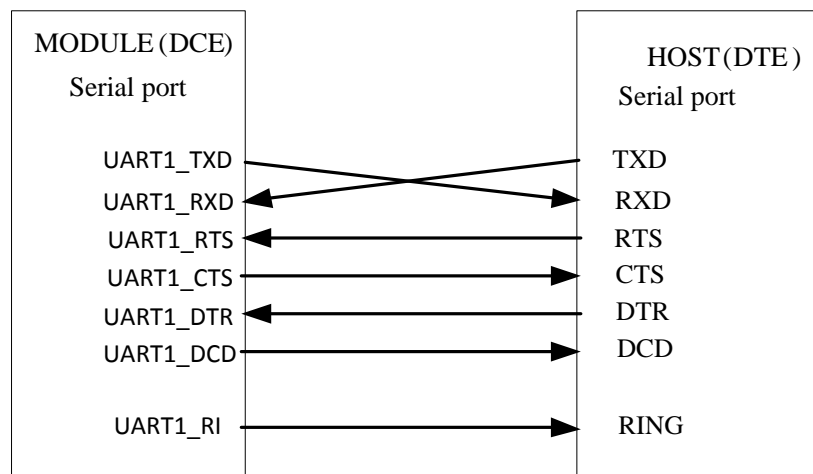 MODULE(DCE)
Serial port
UART1_TXD
UART1_RXD
UART1_RTS
UART1_CTS
UART1_DTR
UART1_DCD
UART1_RI
HOST(DTE)
Serial port
TXD
RXD
RTS
CTS
DTR
DCD
RING